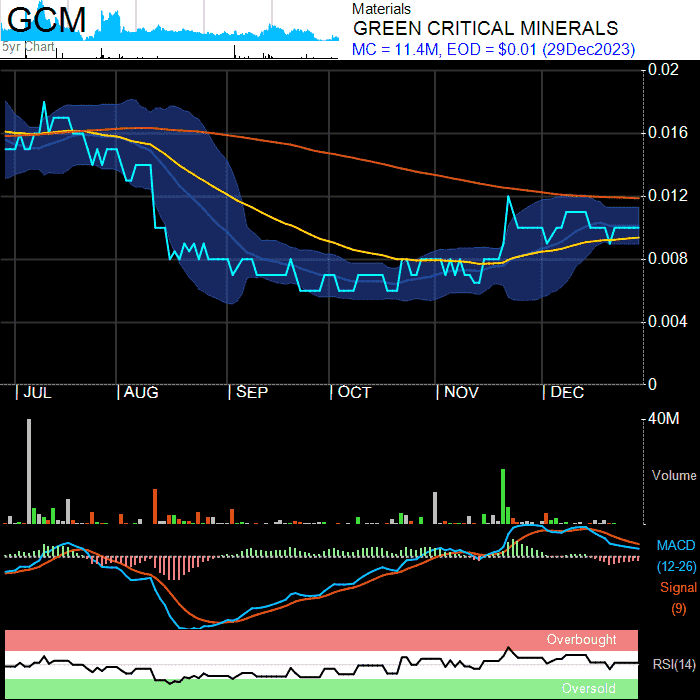 GCM
5yr Chart
Materials
GREEN CRITICAL MINERALS
MC = 11.4M, EOD = $0.01 (29Dec2023)
0.02
0.016
0.012
0.008
0.004
0
JUL AUG SEP OCT NOV DEC
40M
Volume
MACD
(12-26)
Signal
(9)
Overbought
RSI(14)
Oversold